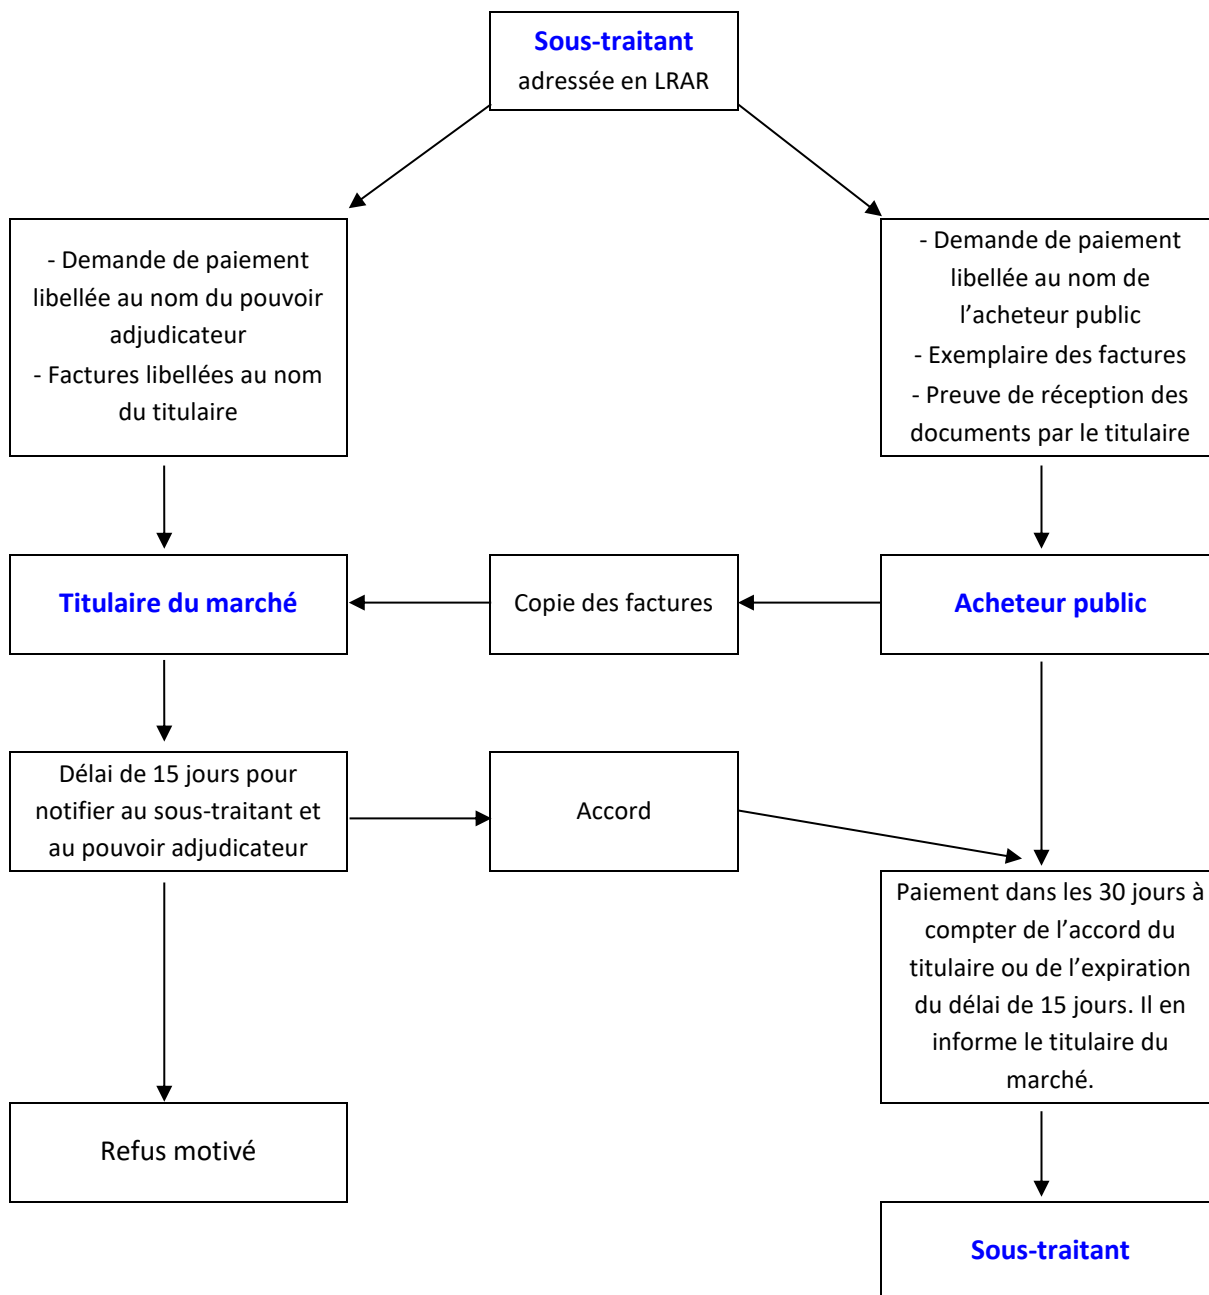 Sous-traitant
adressée en LRAR
- Demande de paiement
libellée au nom du pouvoir
adjudicateur
- Factures libellées au nom
du titulaire
- Demande de paiement
libellée au nom de
l’acheteur public
- Exemplaire des factures
- Preuve de réception des
documents par le titulaire
Titulaire du marché
Copie des factures
Acheteur public
Délai de 15 jours pour
notifier au sous-traitant et
au pouvoir adjudicateur
Accord
Paiement dans les 30 jours à
compter de l’accord du
titulaire ou de l’expiration
du délai de 15 jours. Il en
informe le titulaire du
marché.
Refus motivé
Sous-traitant